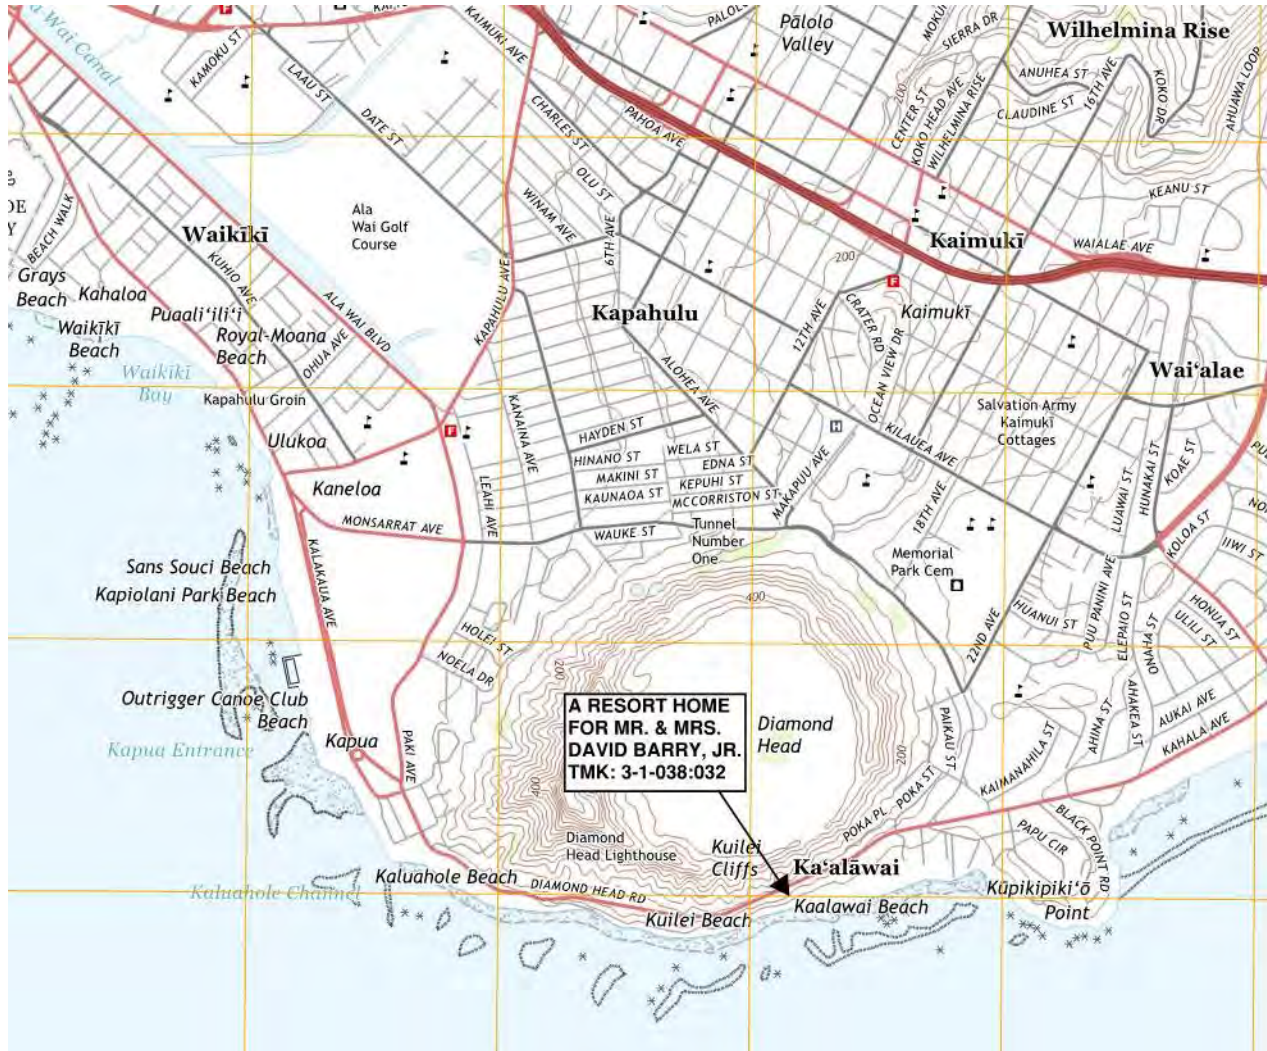 Pālolo
Valley
PALOLO
SIERRA DR
Wilhelmina Rise
ANUHEA ST
16TH AVE
KOKO DR
AHUAWA LOOP
CLAUDINE ST
CENTER ST
KOKO HEAD AVE
WILHELMINA RISE
200
KEANU ST
KAIMUKI AVE
KAMOKU ST
LAAU ST
DATE ST
CHARLES ST
PAHOA AVE
OLU ST
WINAM AVE
6TH AVE
Ala
Wai Golf
Course
Waikīkī
BEACH WALK
KUHIO AVE
ALA WAI BLVD
KAPAHULU AVE
Kaimukī
WAIALAE AVE
200
Grays
Beach
Kahaloa
Puaali‘ili‘i
Royal-Moana
Beach
OHUA AVE
Waikīkī
Beach
Waikīkī
Bay
Kapahulu Groin
Kapahulu
12TH AVE
CRATER RD
OCEAN VIEW DR
Kaimukī
Wai‘alae
ALOHEA AVE
KANAINA AVE
Salvation Army
Kaimuki
Cottages
H
F
KILAUEA AVE
HAYDEN ST
HINANO ST
WELA ST
MAKINI ST
EDNA ST
KEPUHI ST
KAUNAOA ST
MCCORRISTON ST
MAKAPUU AVE
18TH AVE
LUAWAI ST
HUNAKAI ST
KOAE ST
Ulukoa
Kaneloa
LEAHI AVE
MONSARRAT AVE
WAUKE ST
Tunnel
Number
One
KOLOA ST
IIWI ST
Memorial
Park Cem
KALAKAUA AVE
Sans Souci Beach
Kapiolani Park Beach
400
HUANUI ST
22ND AVE
PUU PANINI AVE
ELEPAIO ST
HONUA ST
ULILI ST
HOLEI ST
NOELA DR
200
Outrigger Canoe Club
Beach
A RESORT HOME
FOR MR. & MRS.
DAVID BARRY, JR.
TMK: 3-1-038:032
Diamond
Head
200
PAIKAU ST
KAIMANAHILA ST
AHINA ST
AHAKEA ST
AUKAI AVE
KAHALA AVE
Kapua Entrance
Kapua
PAKI AVE
400
POKA PL
POKA ST
Diamond
Head Lighthouse
Kuilei
Cliffs
PAPU CIR
BLACK POINT RD
Ka‘alāwai
Kaluahole Beach
Kaluahole Channel
DIAMOND HEAD RD
Kuilei Beach
Kaalawai Beach
Kūpikipiki‘ō
Point